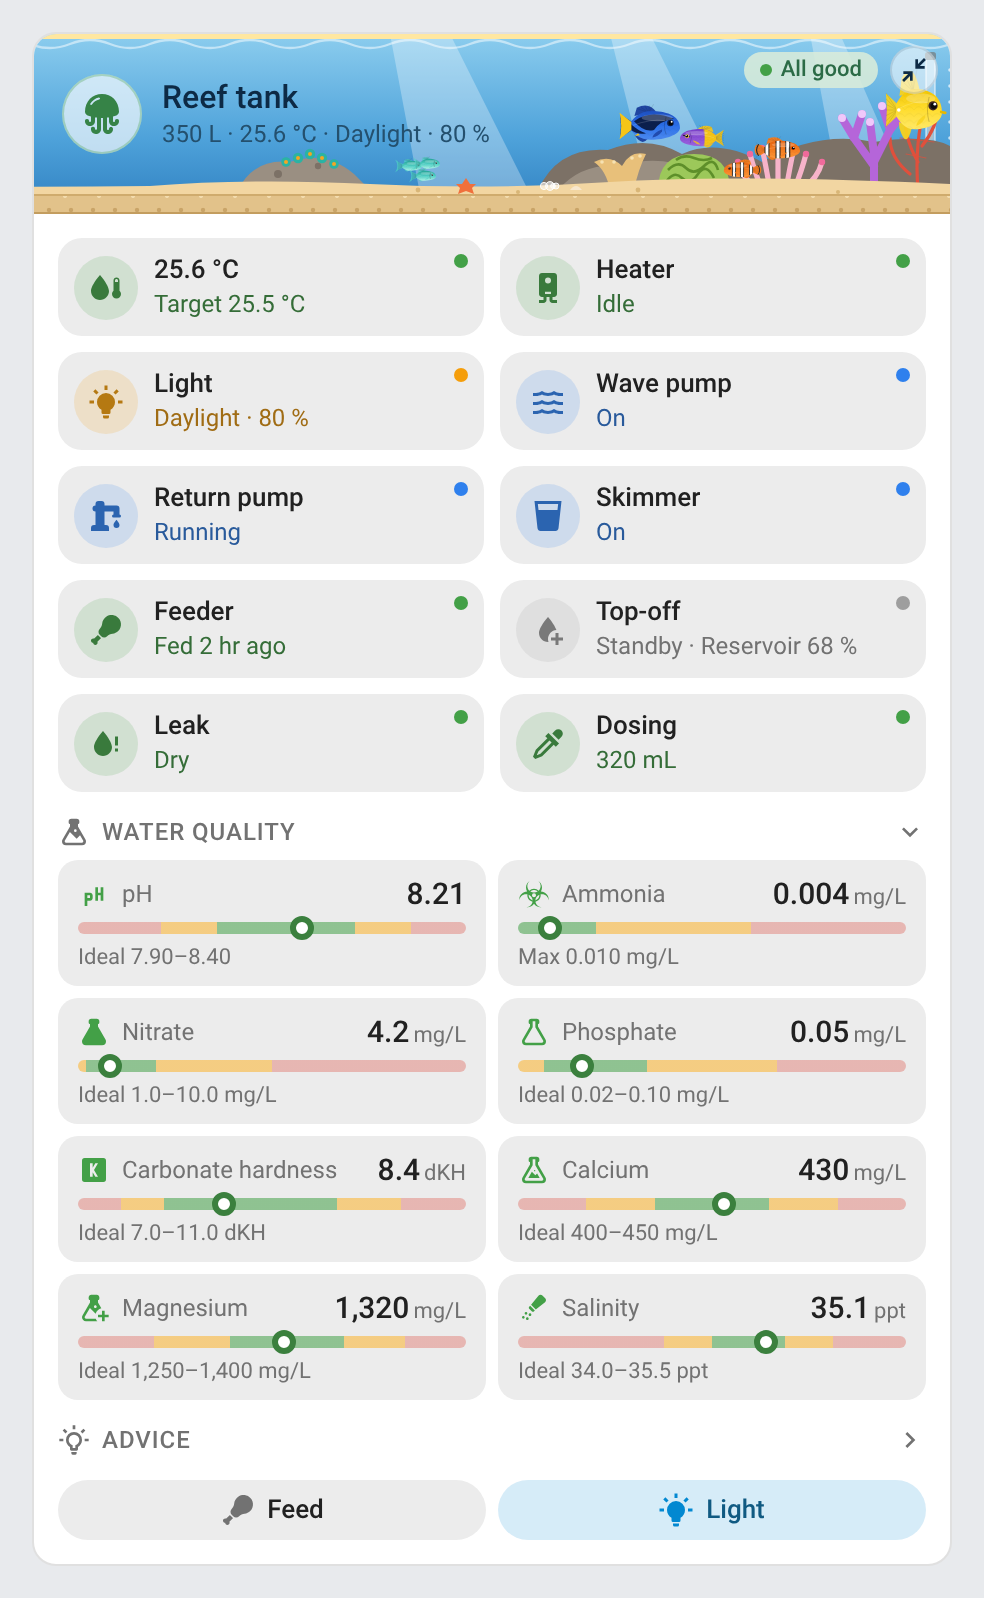 Reef tank
350 L · 25.6 °C · Daylight · 80 %
All good
25.6 °C
Target 25.5 °C
Heater
Idle
Light
Daylight · 80 %
Wave pump
On
Return pump
Running
Skimmer
On
Feeder
Fed 2 hr ago
Top-off
Standby · Reservoir 68 %
Leak
Dry
Dosing
320 mL
WATER QUALITY
pH pH 8.21
Ideal 7.90–8.40
Ammonia 0.004 mg/L
Max 0.010 mg/L
Nitrate 4.2 mg/L
Ideal 1.0–10.0 mg/L
Phosphate 0.05 mg/L
Ideal 0.02–0.10 mg/L
K Carbonate hardness 8.4 dKH
Ideal 7.0–11.0 dKH
Calcium 430 mg/L
Ideal 400–450 mg/L
Magnesium 1,320 mg/L
Ideal 1,250–1,400 mg/L
Salinity 35.1 ppt
Ideal 34.0–35.5 ppt
ADVICE
Feed
Light